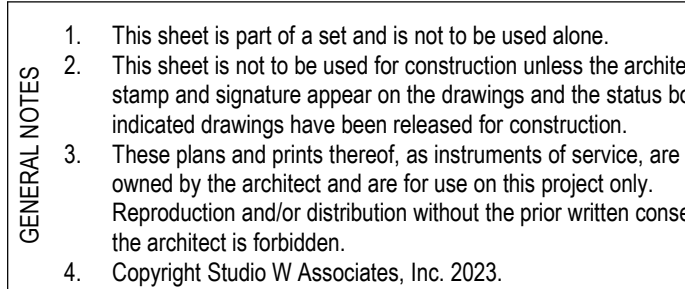 GENERAL NOTES
1. This sheet is part of a set and is not to be used alone.
2. This sheet is not to be used for construction unless the
stamp and signature appear on the drawings and the status
indicated drawings have been released for construction.
3. These plans and prints thereof, as instruments of service, are
owned by the architect and are for use on this project only.
Reproduction and/or distribution without the prior written
the architect is forbidden.
4. Copyright Studio W Associates, Inc. 2023.